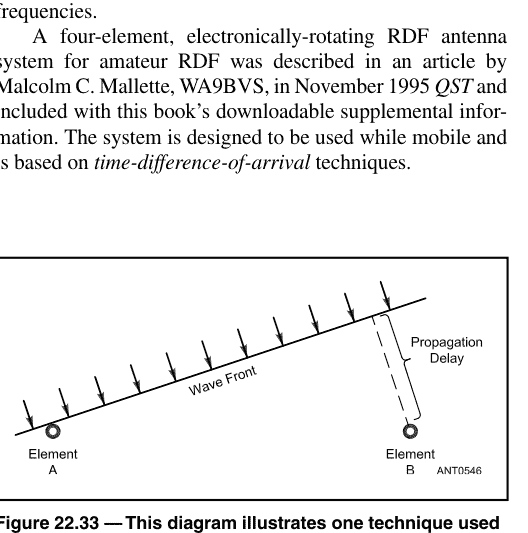 frequencies.
A four-element, electronically-rotating RDF antenna
system for amateur RDF was described in an article by
Malcolm C. Mallette, WA9BVS, in November 1995 QST and
included with this book's downloadable supplemental infor-
mation. The system is designed to be used while mobile and
is based on time-difference-of-arrival techniques.
Propagation
Delay
Wave Front
Element
A
Element
B
ANT0546
Figure 22.33 — This diagram illustrates one technique used